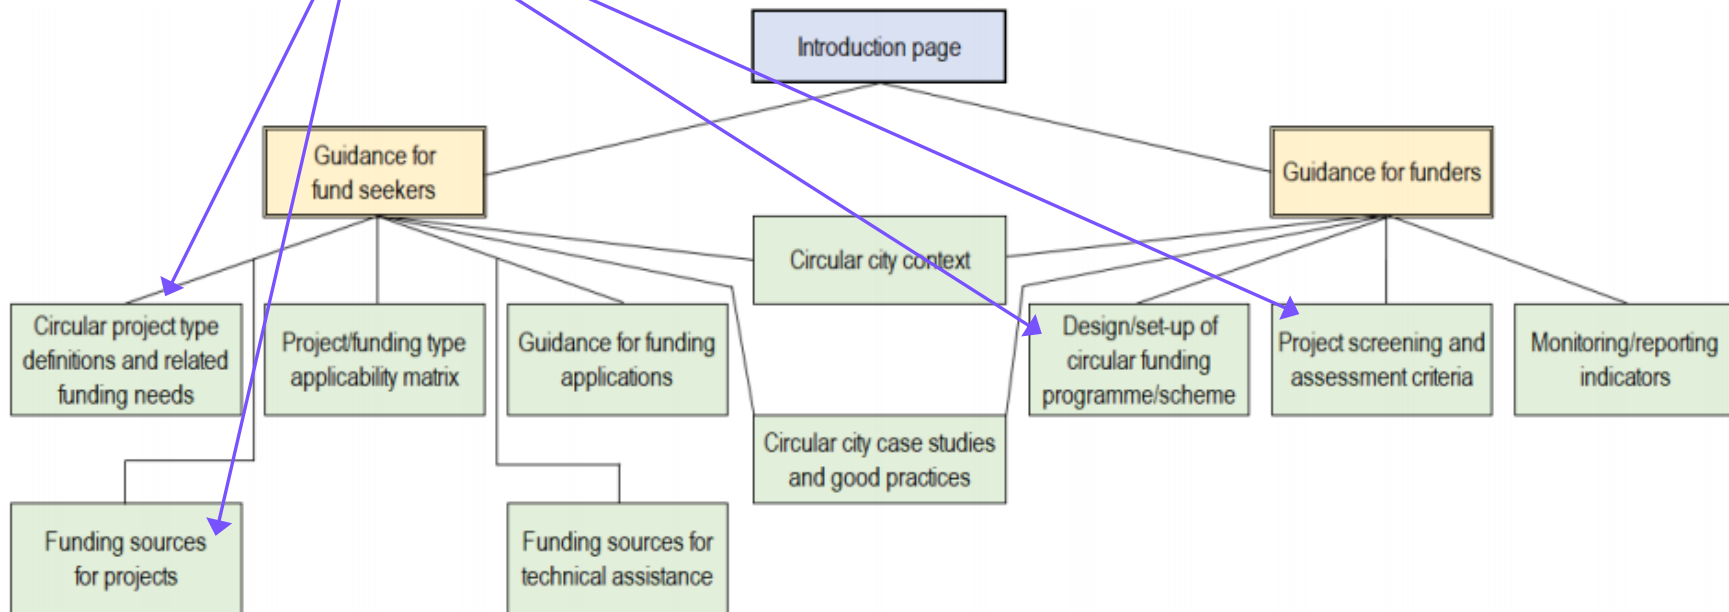 Introduction page
Guidance for
fund seekers
Guidance for funders
Circular city context
Circular project type
definitions and related
funding needs
Project/funding type
applicability matrix
Guidance for funding
applications
Design/set-up of
circular funding
programme/scheme
Project screening and
assessment criteria
Monitoring/reporting
indicators
Circular city case studies
and good practices
Funding sources
for projects
Funding sources for
technical assistance